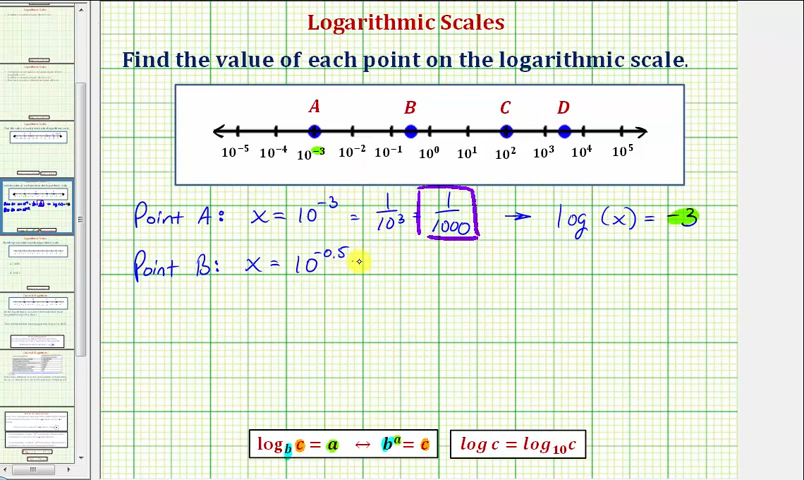 Logarithmic Scales
Find the value of each point on the logarithmic scale.
A B C D
10⁻⁵ 10⁻⁴ 10⁻³ 10⁻² 10⁻¹ 10⁰ 10¹ 10² 10³ 10⁴ 10⁵
Point A: x = 10⁻³ = 1/10³ = 1/1000 → log (x) = -3
Point B: x = 10⁻⁰·⁵
log_b c = a ↔ bᵃ = c
log c = log₁₀c